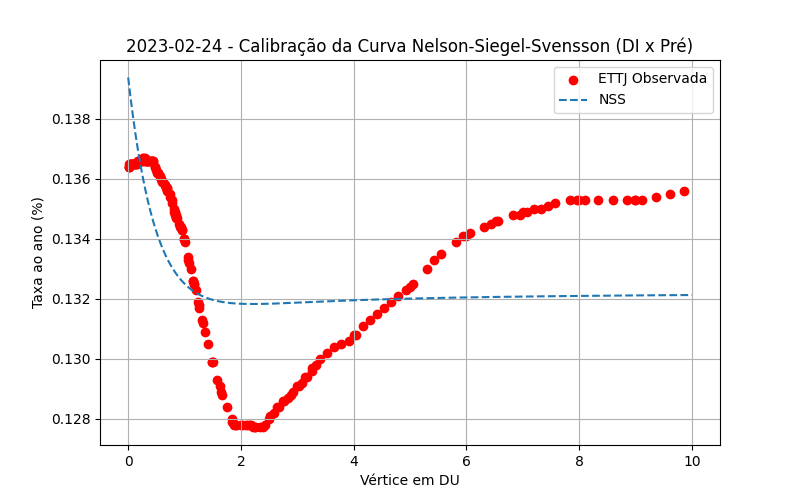 2023-02-24 - Calibração da Curva Nelson-Siegel-Svensson (DI x Pré)
ETTJ Observada
NSS
Taxa ao ano (%)
0.138
0.136
0.134
0.132
0.130
0.128
0 2 4 6 8 10
Vértice em DU